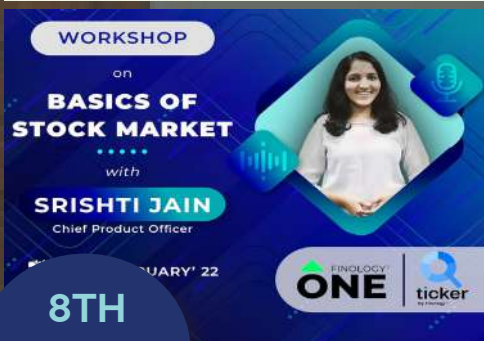 WORKSHOP
on
BASICS OF
STOCK MARKET
with
SRISHTI JAIN
Chief Product Officer
UARY' 22
8TH
FINOLOGY
ONE
ticker
by Finology